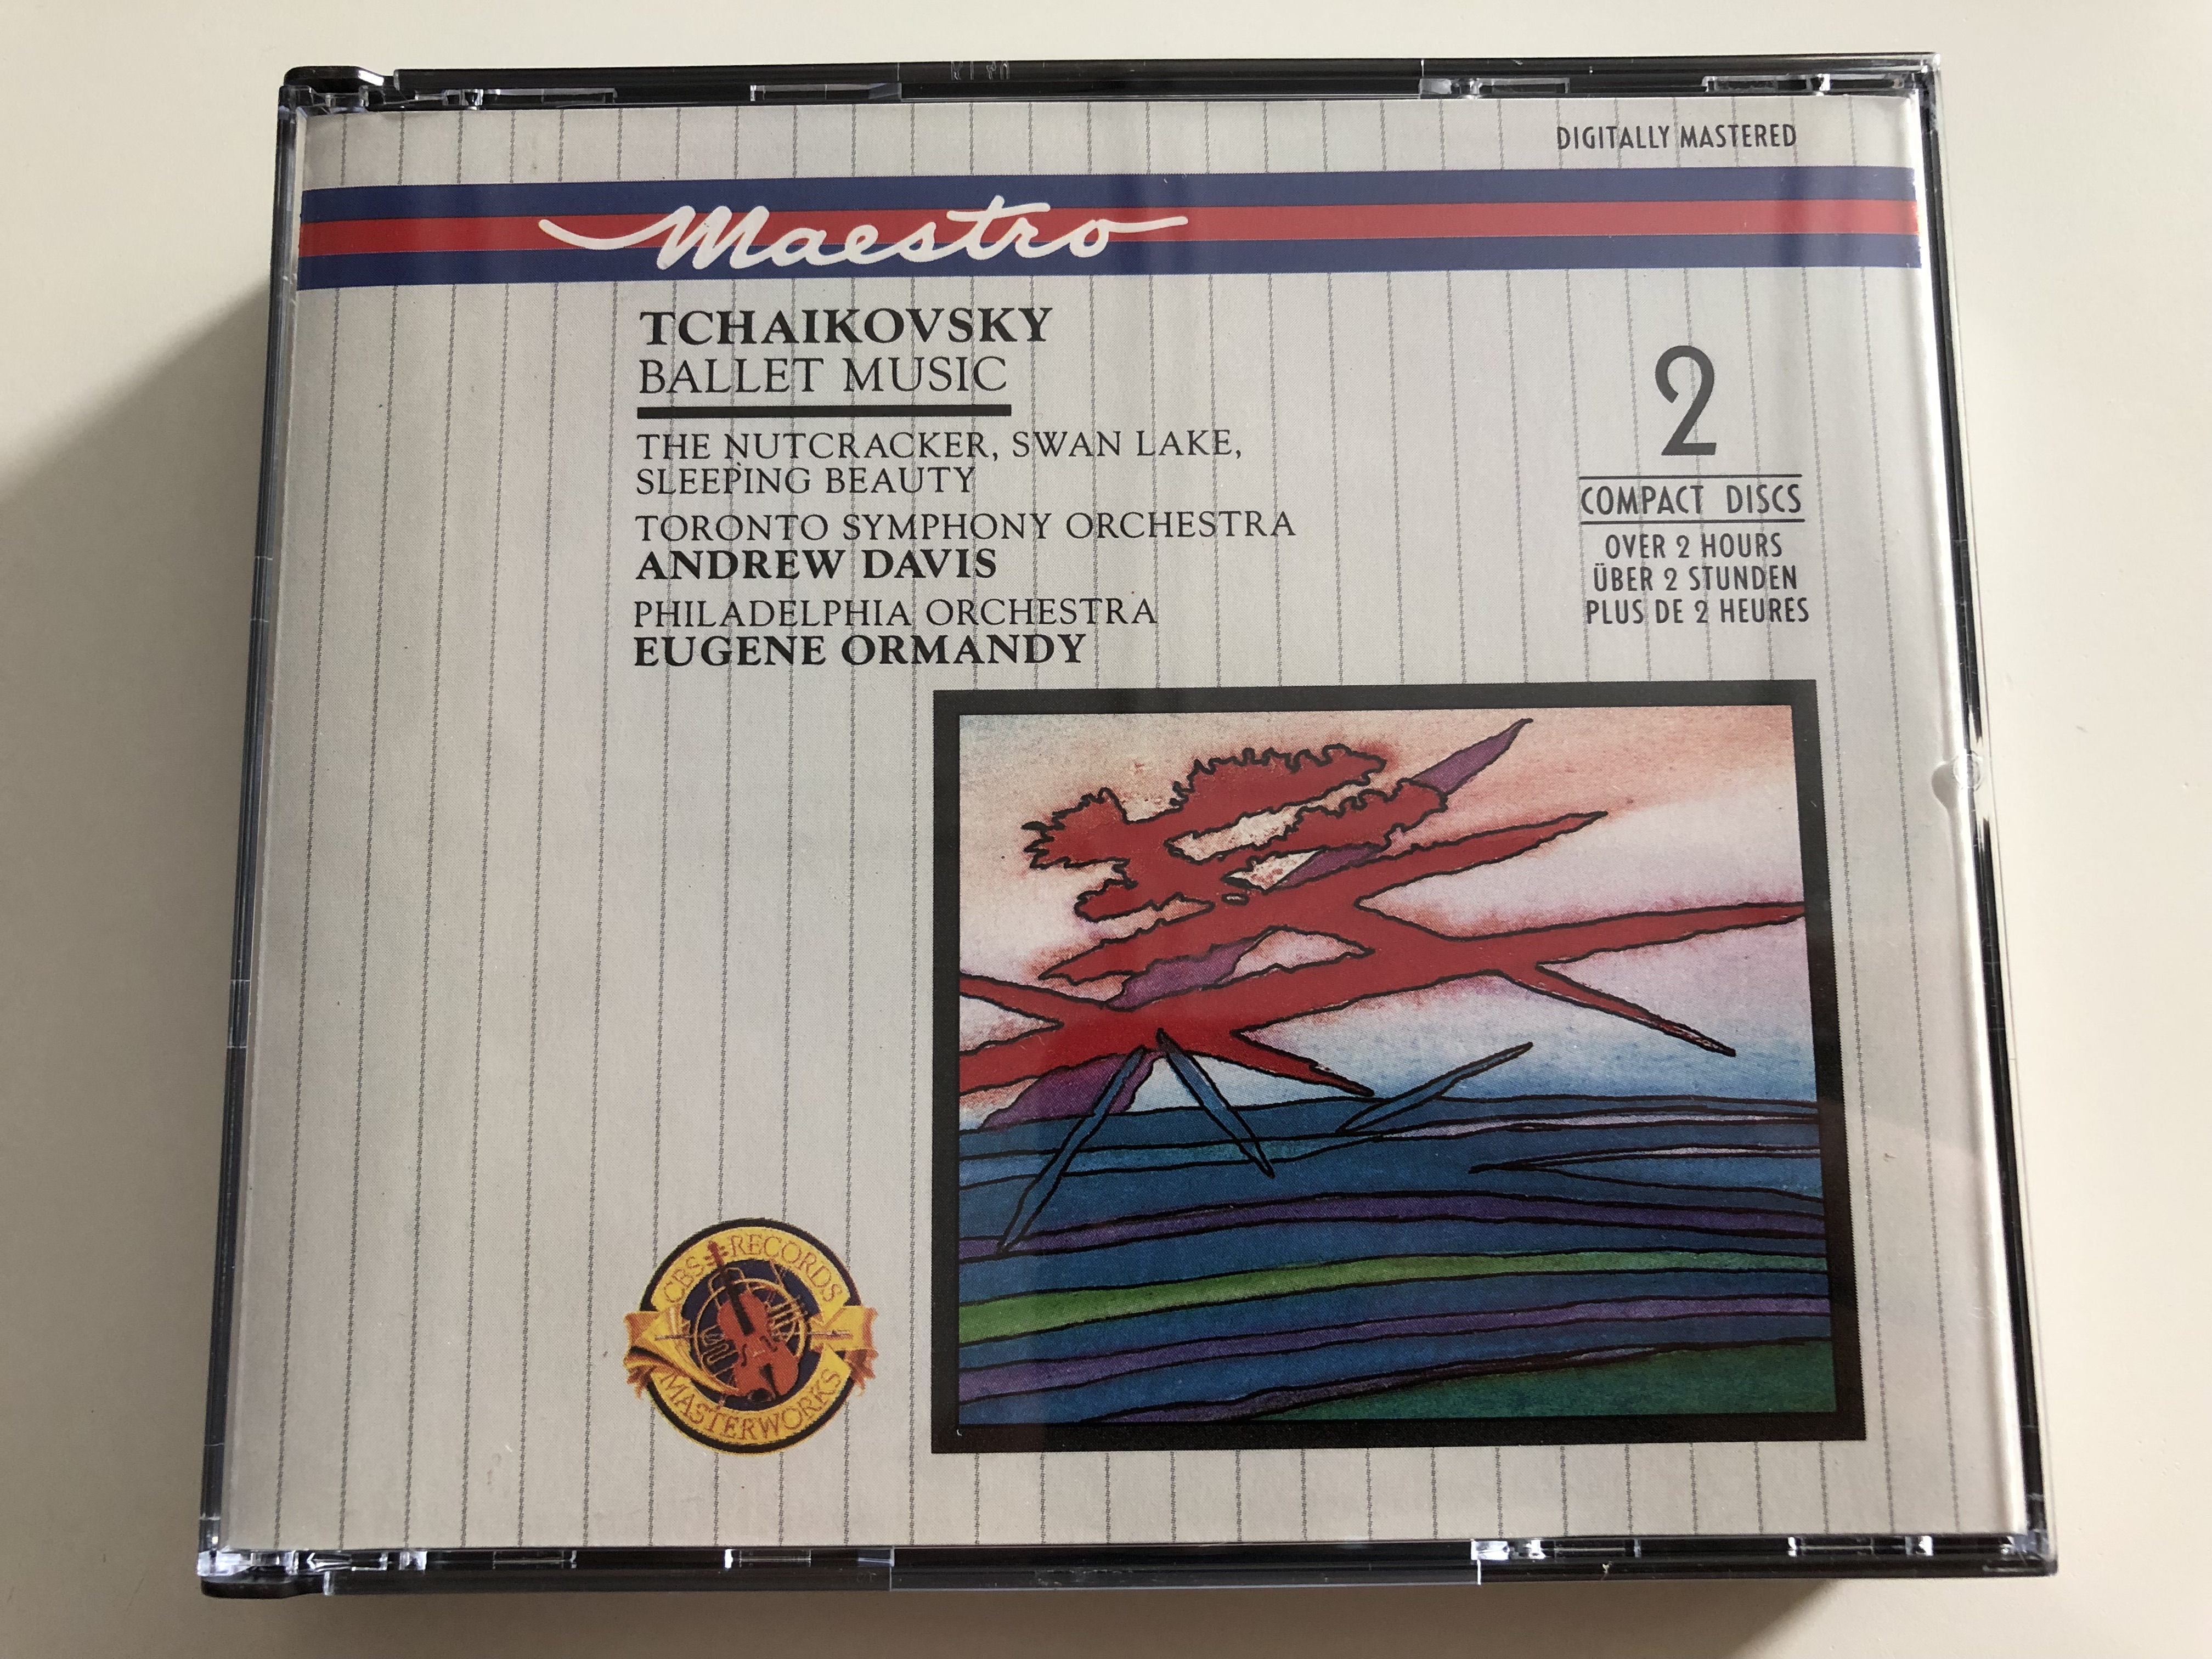 DIGITALLY MASTERED
Maestro
TCHAIKOVSKY
BALLET MUSIC
THE NUTCRACKER, SWAN LAKE,
SLEEPING BEAUTY
TORONTO SYMPHONY ORCHESTRA
ANDREW DAVIS
PHILADELPHIA ORCHESTRA
EUGENE ORMANDY
2
COMPACT DISCS
OVER 2 HOURS
ÜBER 2 STUNDEN
PLUS DE 2 HEURES
CBS RECORDS
MASTERWORKS